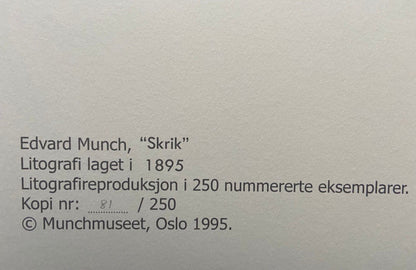 Edvard Munch, “Skrik”
Litografi laget i 1895
Litografireproduksjon i 250 nummererte eksemplarer.
Kopi nr: 81 / 250
© Munchmuseet, Oslo 1995.